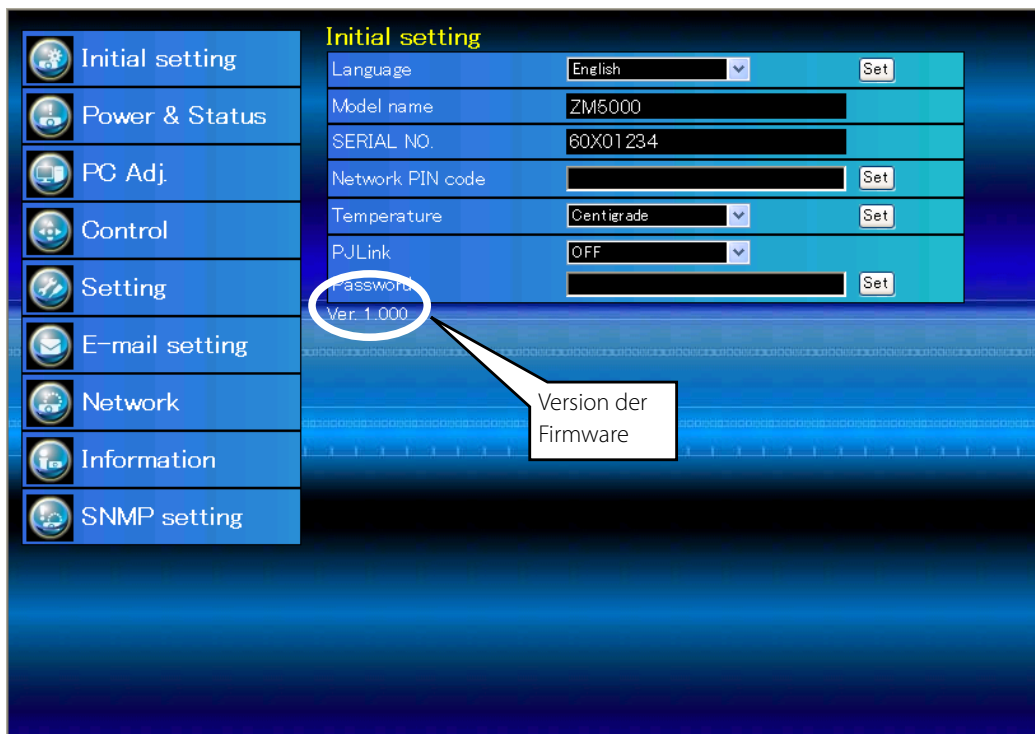 Initial setting
Power & Status
PC Adj.
Control
Setting
E-mail setting
Network
Information
SNMP setting
Initial setting
Language English Set
Model name ZM5000
SERIAL NO. 60X01234
Network PIN code Set
Temperature Centigrade Set
PJLink OFF
Password Set
Ver. 1.000
Version der
Firmware